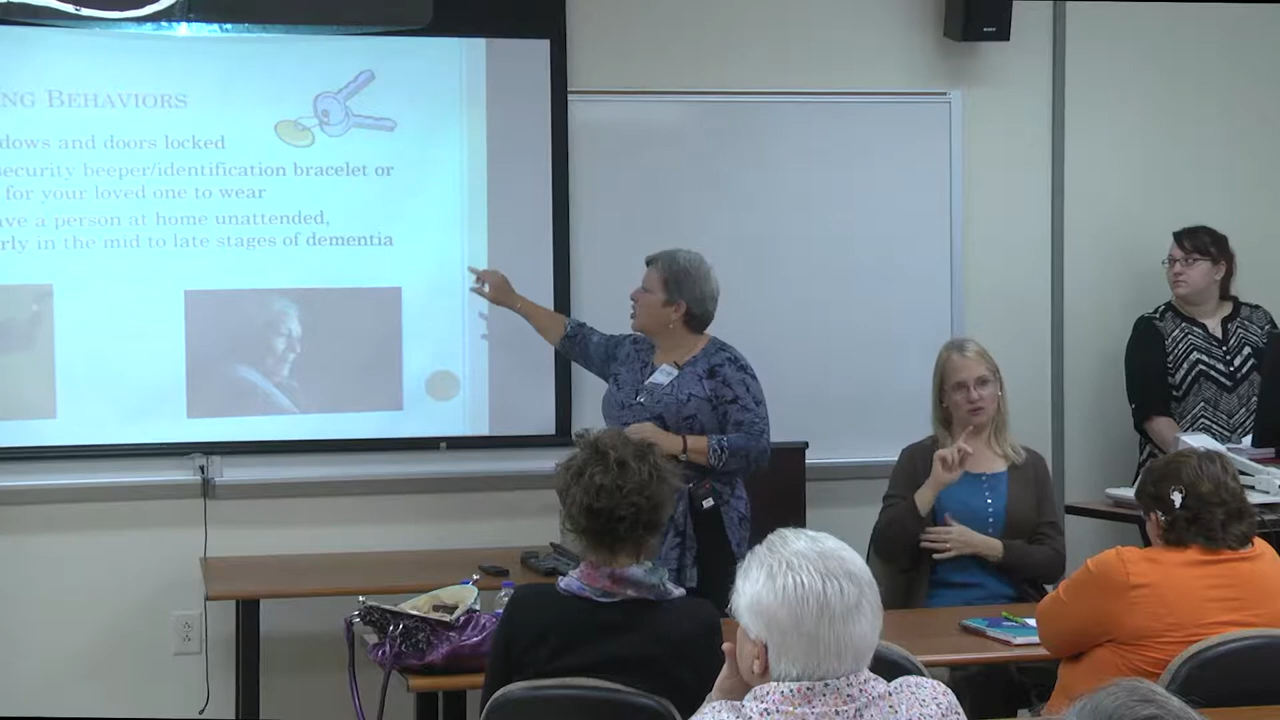 NG BEHAVIORS
dows and doors locked
security beeper/identification bracelet or
for your loved one to wear
ave a person at home unattended,
rly in the mid to late stages of dementia
SONY